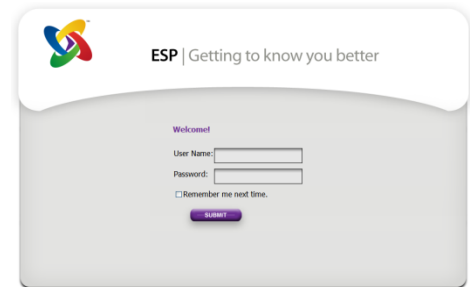 ESP | Getting to know you better
Welcome!
User Name:
Password:
Remember me next time.
SUBMIT